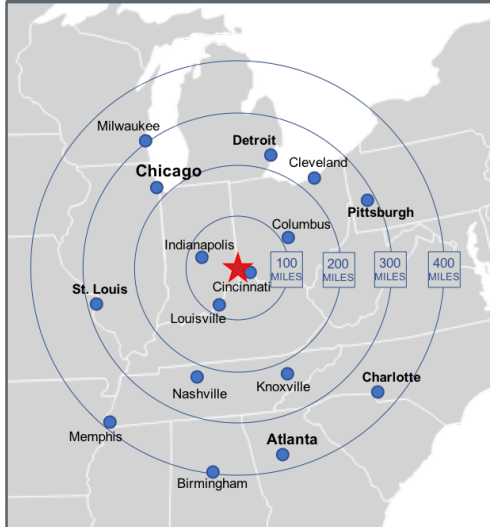 Milwaukee
Detroit
Cleveland
Chicago
Pittsburgh
Columbus
Indianapolis
100
MILES
200
MILES
300
MILES
400
MILES
Cincinnati
St. Louis
Louisville
Nashville
Knoxville
Charlotte
Memphis
Atlanta
Birmingham